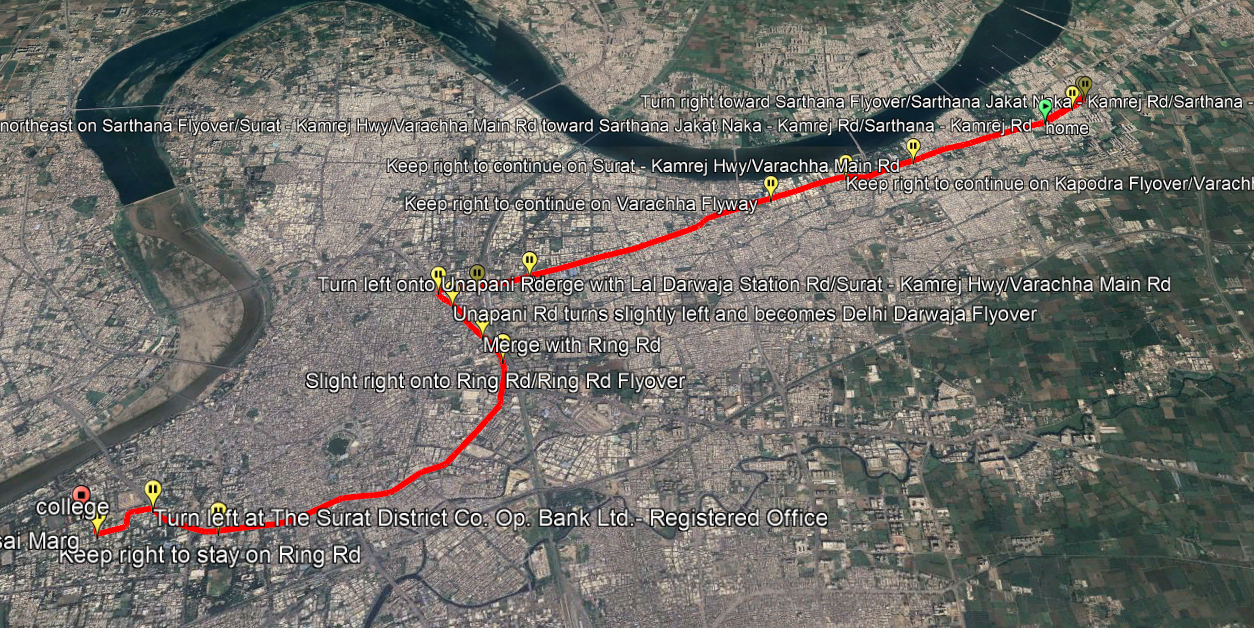 Turn right toward Sarthana Flyover/Sarthana Jakat Naka - Kamrej Rd/Sarthana -
northeast on Sarthana Flyover/Surat - Kamrej Hwy/Varachha Main Rd toward Sarthana Jakat Naka - Kamrej Rd/Sarthana - Kamrej Rd
home
Keep right to continue on Surat - Kamrej Hwy/Varachha Main Rd
Keep right to continue on Kapodra Flyover/Varachh
Keep right to continue on Varachha Flyway
Turn left onto Unapani Rd
erge with Lal Darwaja Station Rd/Surat - Kamrej Hwy/Varachha Main Rd
Unapani Rd turns slightly left and becomes Delhi Darwaja Flyover
Merge with Ring Rd
Slight right onto Ring Rd/Ring Rd Flyover
college
Turn left at The Surat District Co. Op. Bank Ltd.- Registered Office
sai Marg
Keep right to stay on Ring Rd